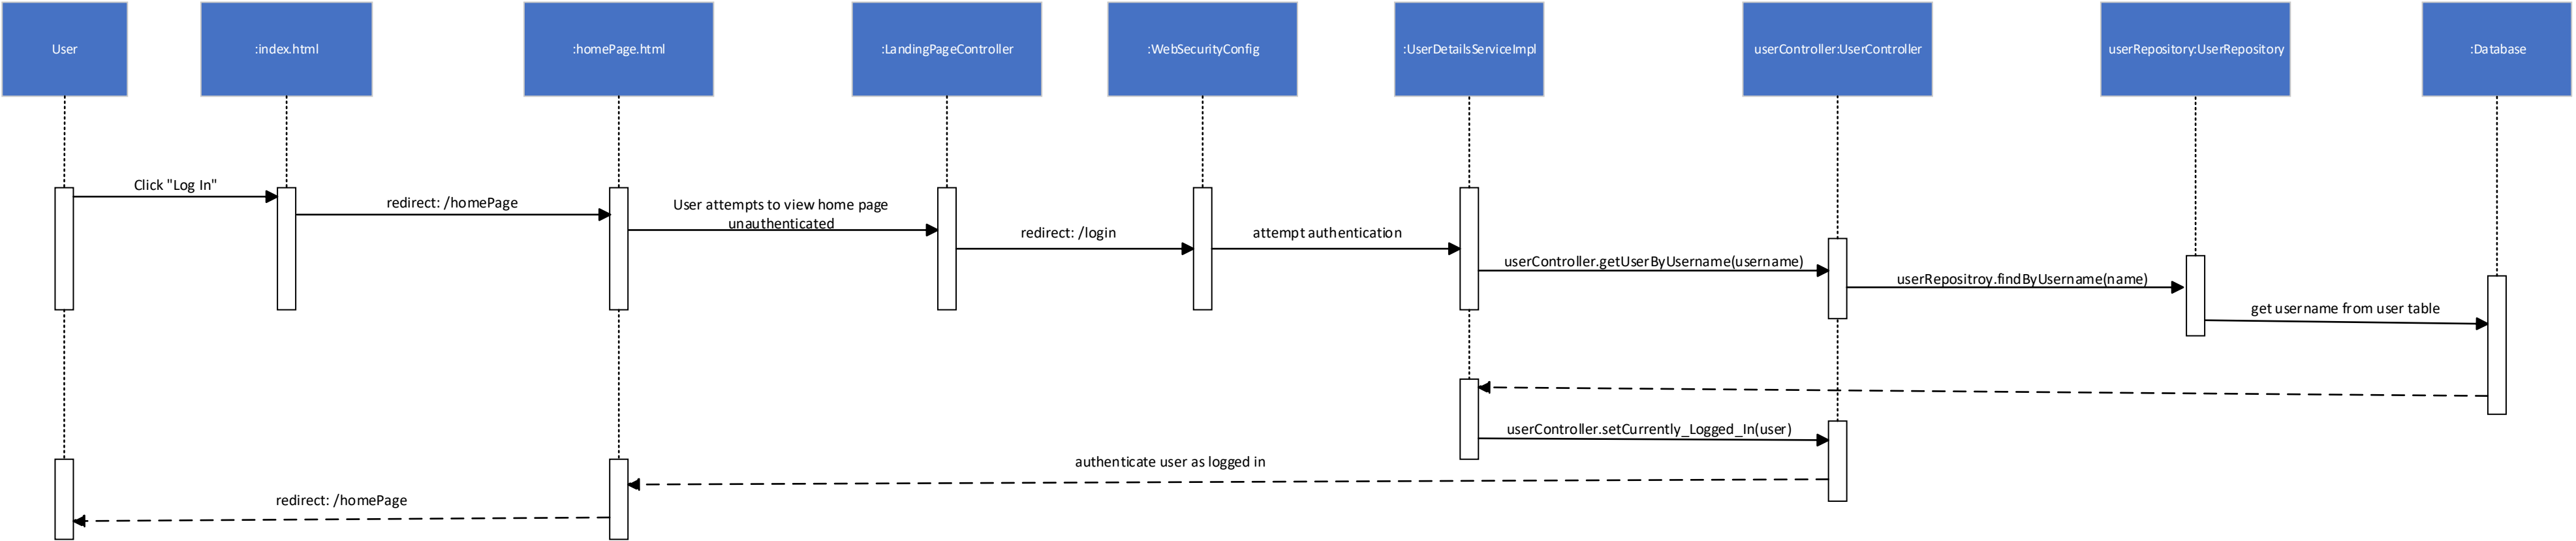 User
:index.html
:homePage.html
:LandingPageController
:WebSecurityConfig
:UserDetailsServiceImpl
userController:UserController
userRepository:UserRepository
:Database
Click "Log In"
redirect: /homePage
User attempts to view home page
unauthenticated
redirect: /login
attempt authentication
userController.getUserByUsername(username)
userRepositroy.findByUsername(name)
get username from user table
userController.setCurrently_Logged_In(user)
authenticate user as logged in
redirect: /homePage